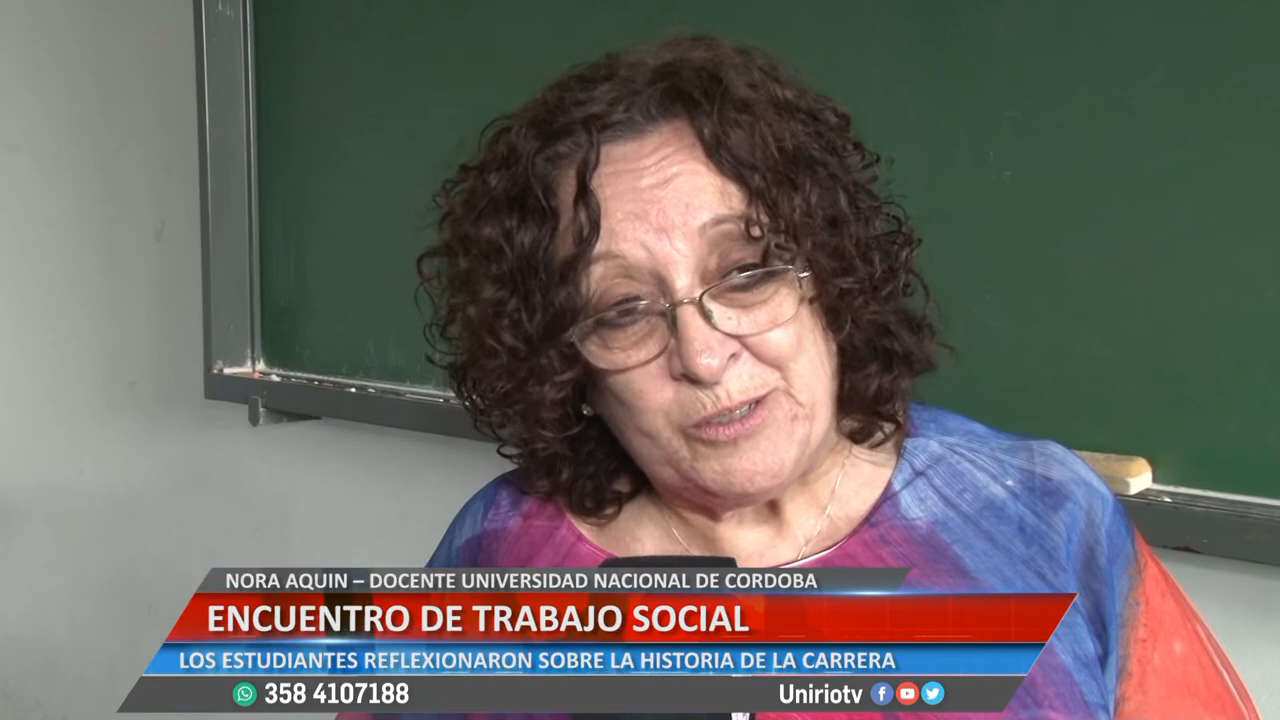 NORA AQUIN – DOCENTE UNIVERSIDAD NACIONAL DE CORDOBA
ENCUENTRO DE TRABAJO SOCIAL
LOS ESTUDIANTES REFLEXIONARON SOBRE LA HISTORIA DE LA CARRERA
358 4107188 Uniriotv